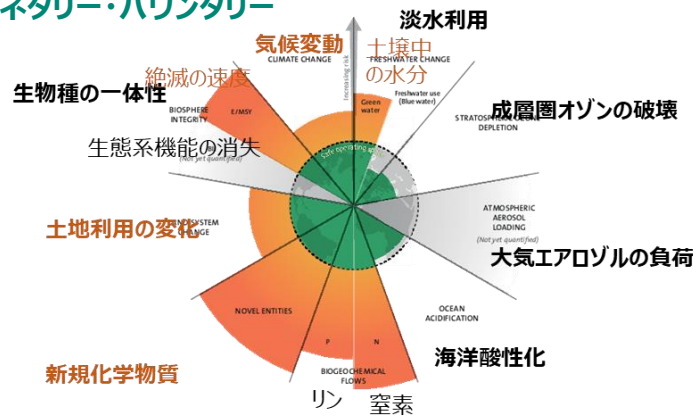 ネタリー・バウンダリー
淡水利用
気候変動
CLIMATE CHANGE
土壌中
の水分
FRESHWATER CHANGE
Increasing risk
Green
water
Freshwater use
(Blue water)
絶滅の速度
生物種の一体性
BIOSPHERE
INTEGRITY
E/MSY
生態系機能の消失
(Not yet quantified)
成層圏オゾンの破壊
STRATOSPHERIC OZONE
DEPLETION
Safe operating
土地利用の変化
SYSTEM
CHANGE
ATMOSPHERIC
AEROSOL
LOADING
(Not yet quantified)
大気エアロゾルの負荷
NOVEL ENTITIES
新規化学物質
OCEAN
ACIDIFICATION
海洋酸性化
P
N
BIOGEOCHEMICAL
FLOWS
リン
窒素